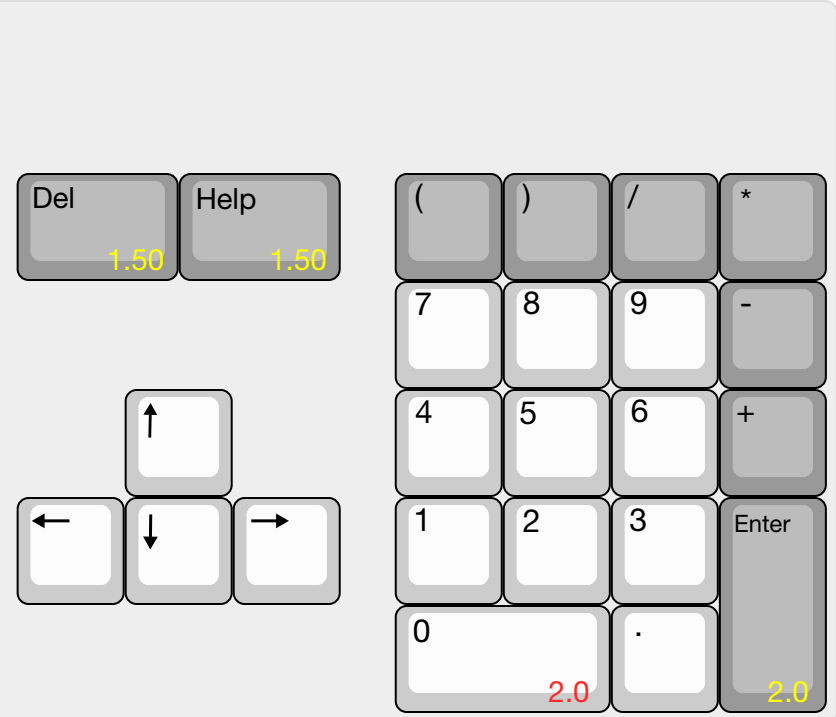 Del
1.50
Help
1.50
( ) / *
7 8 9 -
↑
4 5 6 +
← ↓ →
1 2 3 Enter
0
2.0
.
2.0